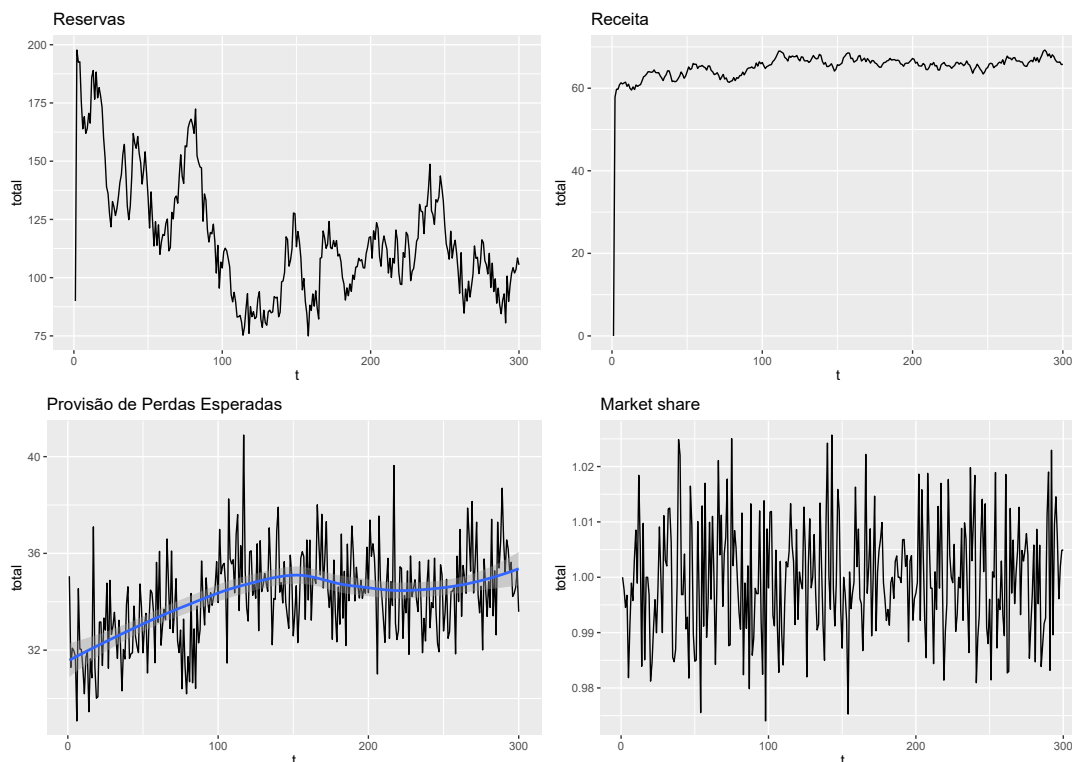 Reservas
200
175
150
125
100
75
total
0
100
200
300
t
Receita
60
40
20
0
total
0
100
200
300
t
Provisão de Perdas Esperadas
40
36
32
total
0
100
200
300
t
Market share
1.02
1.01
1.00
0.99
0.98
total
0
100
200
300
t